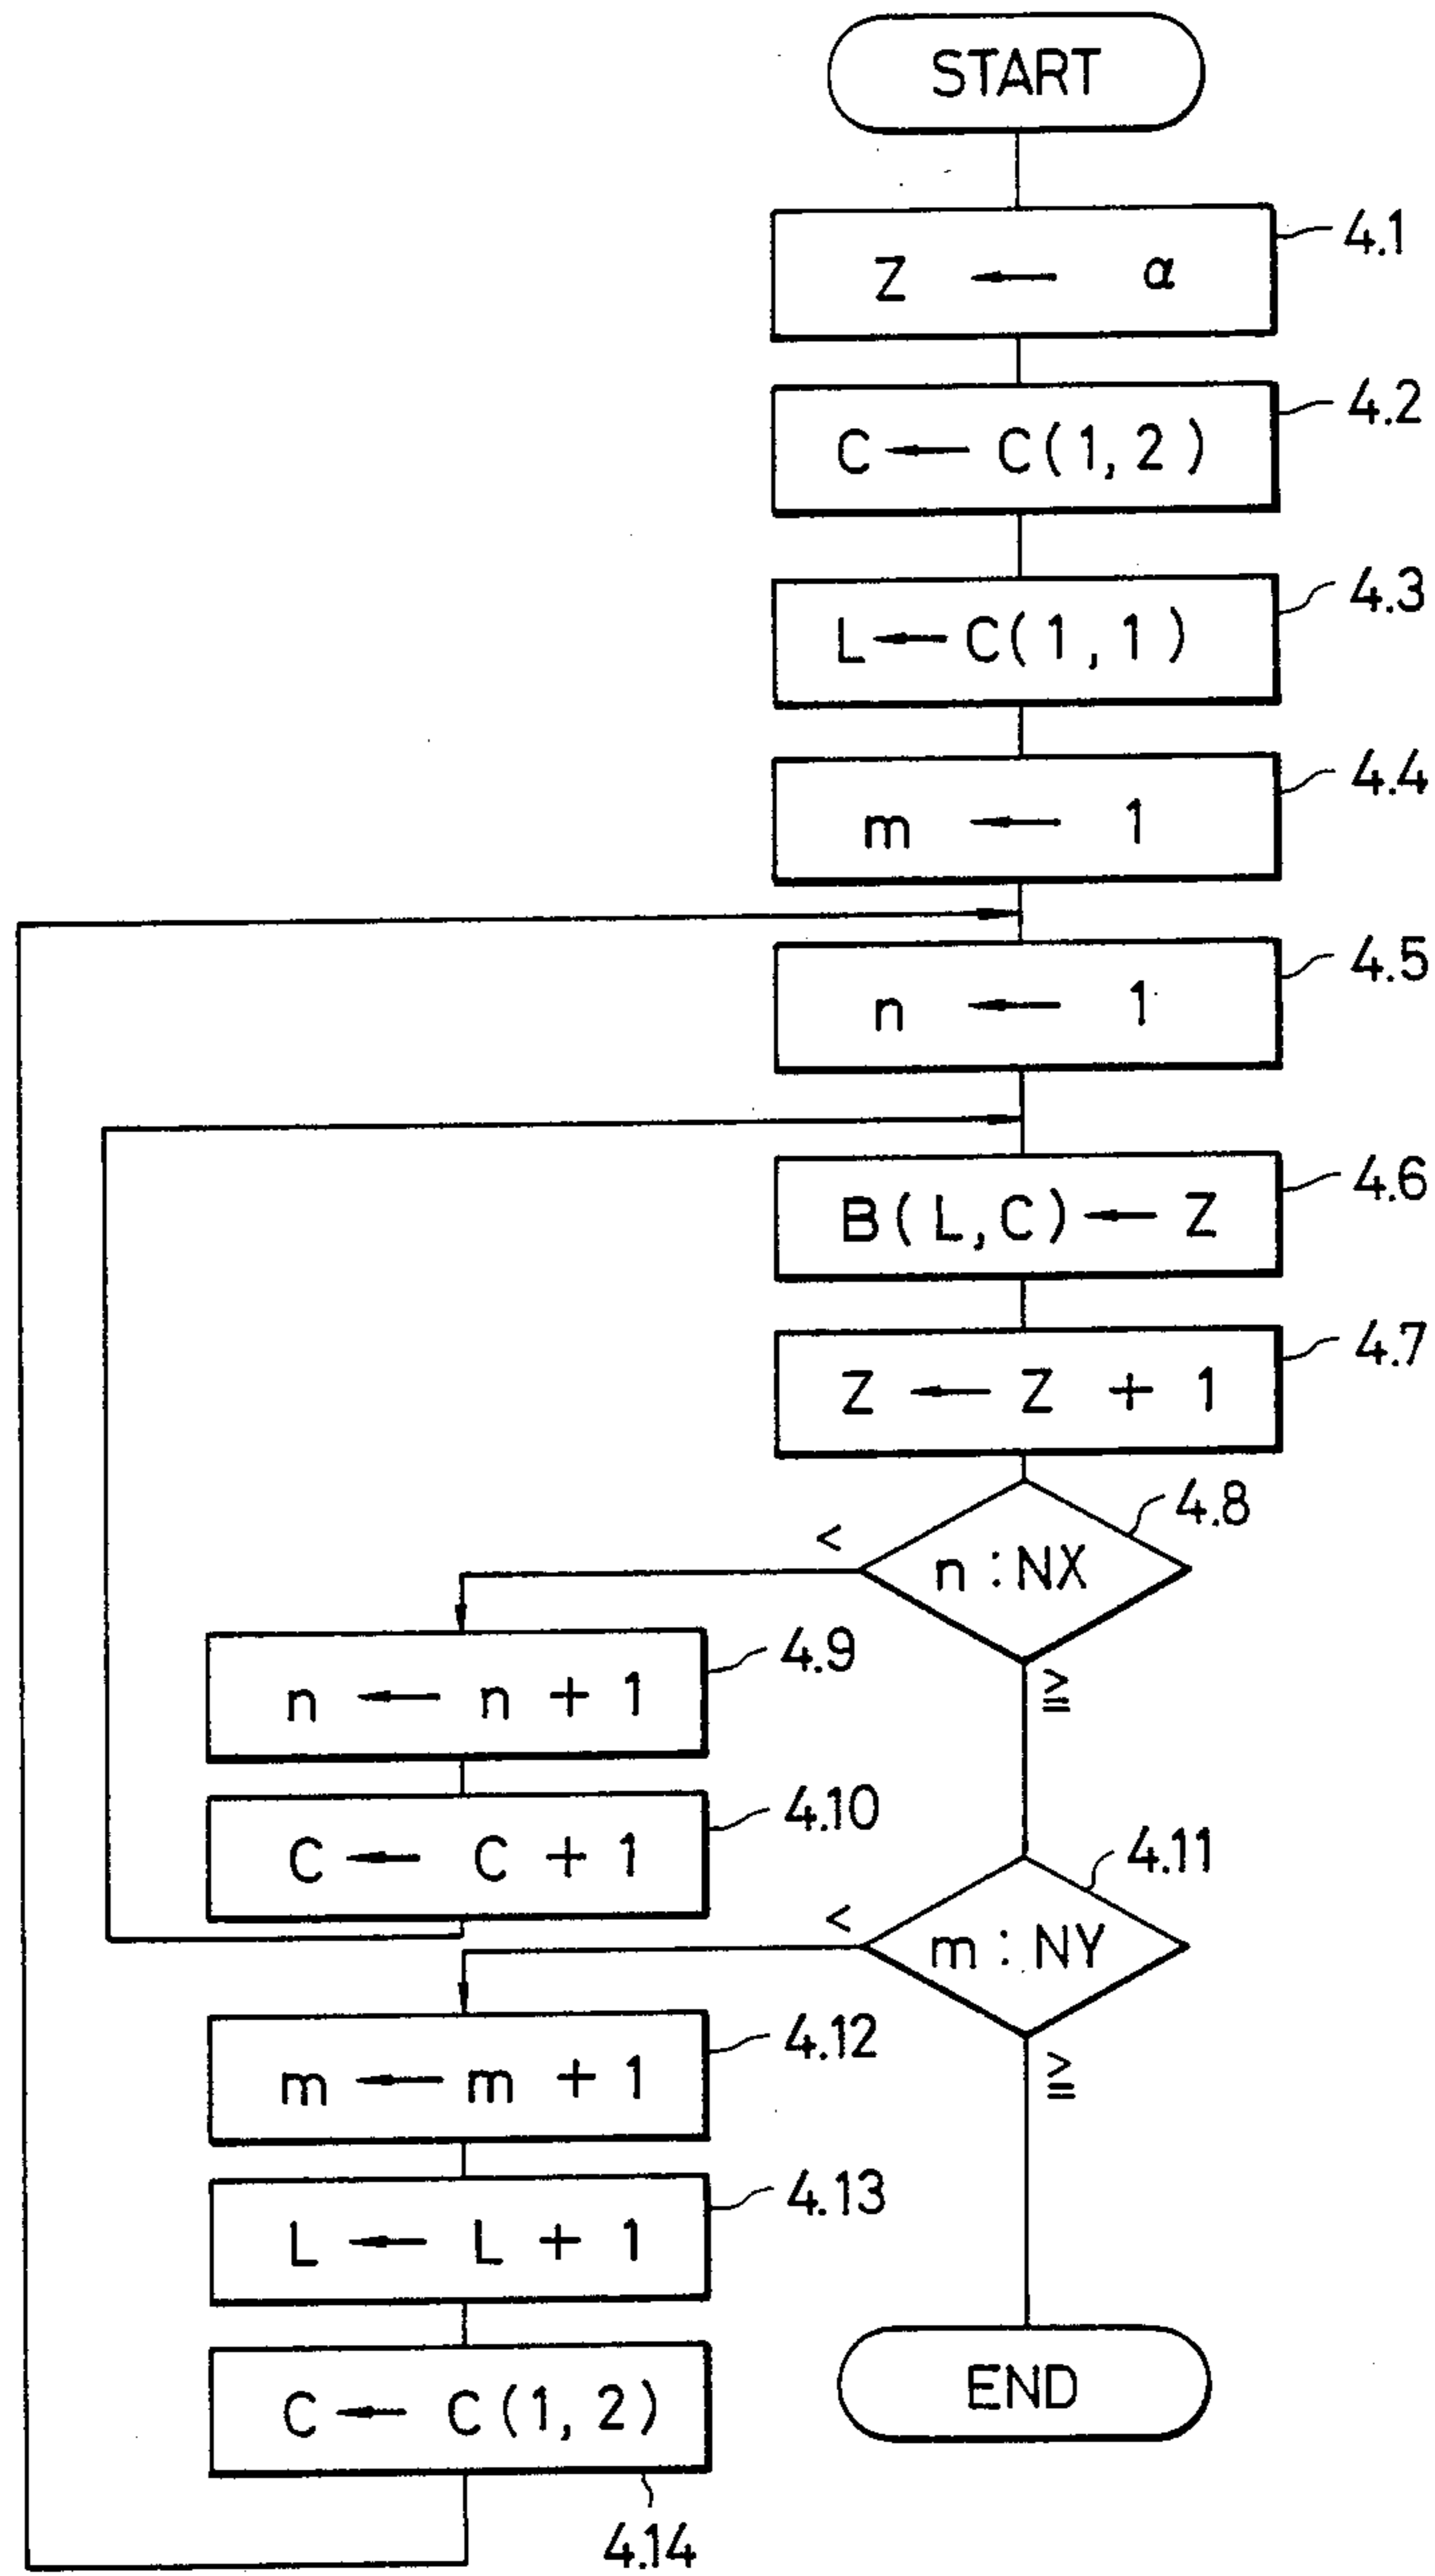 START
4.1
Z ← α
4.2
C ← C(1,2)
4.3
L ← C(1,1)
4.4
m ← 1
4.5
n ← 1
4.6
B(L,C) ← Z
4.7
Z ← Z + 1
4.8
n : NX
<
≧
4.9
n ← n + 1
4.10
C ← C + 1
4.11
m : NY
<
≧
4.12
m ← m + 1
4.13
L ← L + 1
C ← C(1,2)
4.14
END